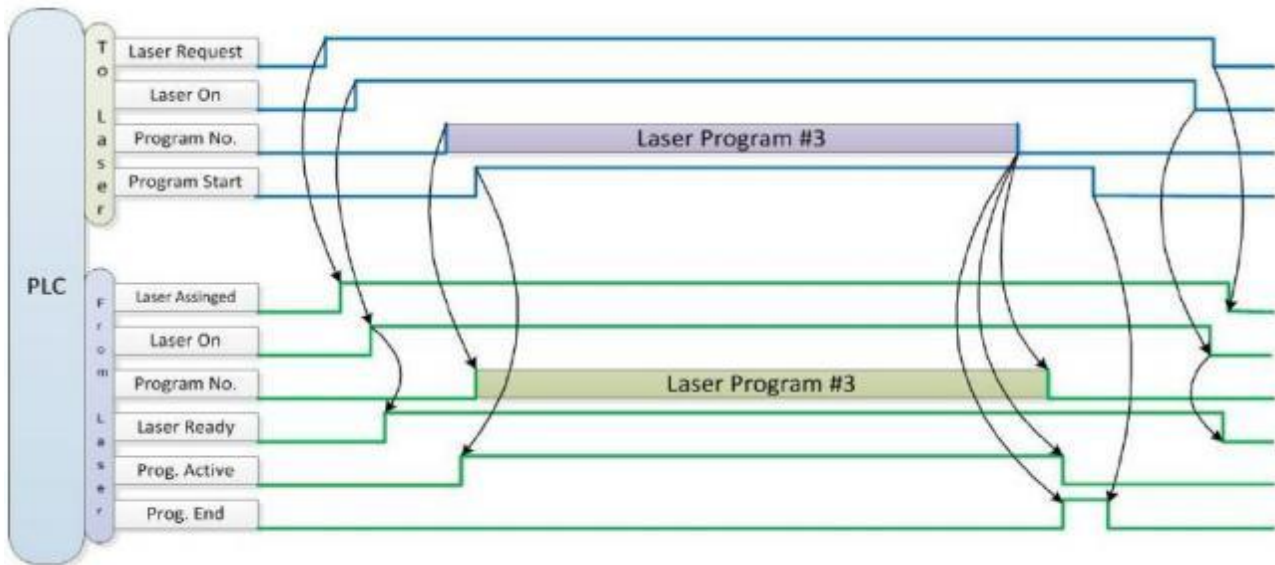 PLC
To Laser
Laser Request
Laser On
Program No.
Laser Program #3
Program Start
From Laser
Laser Assinged
Laser On
Program No.
Laser Program #3
Laser Ready
Prog. Active
Prog. End